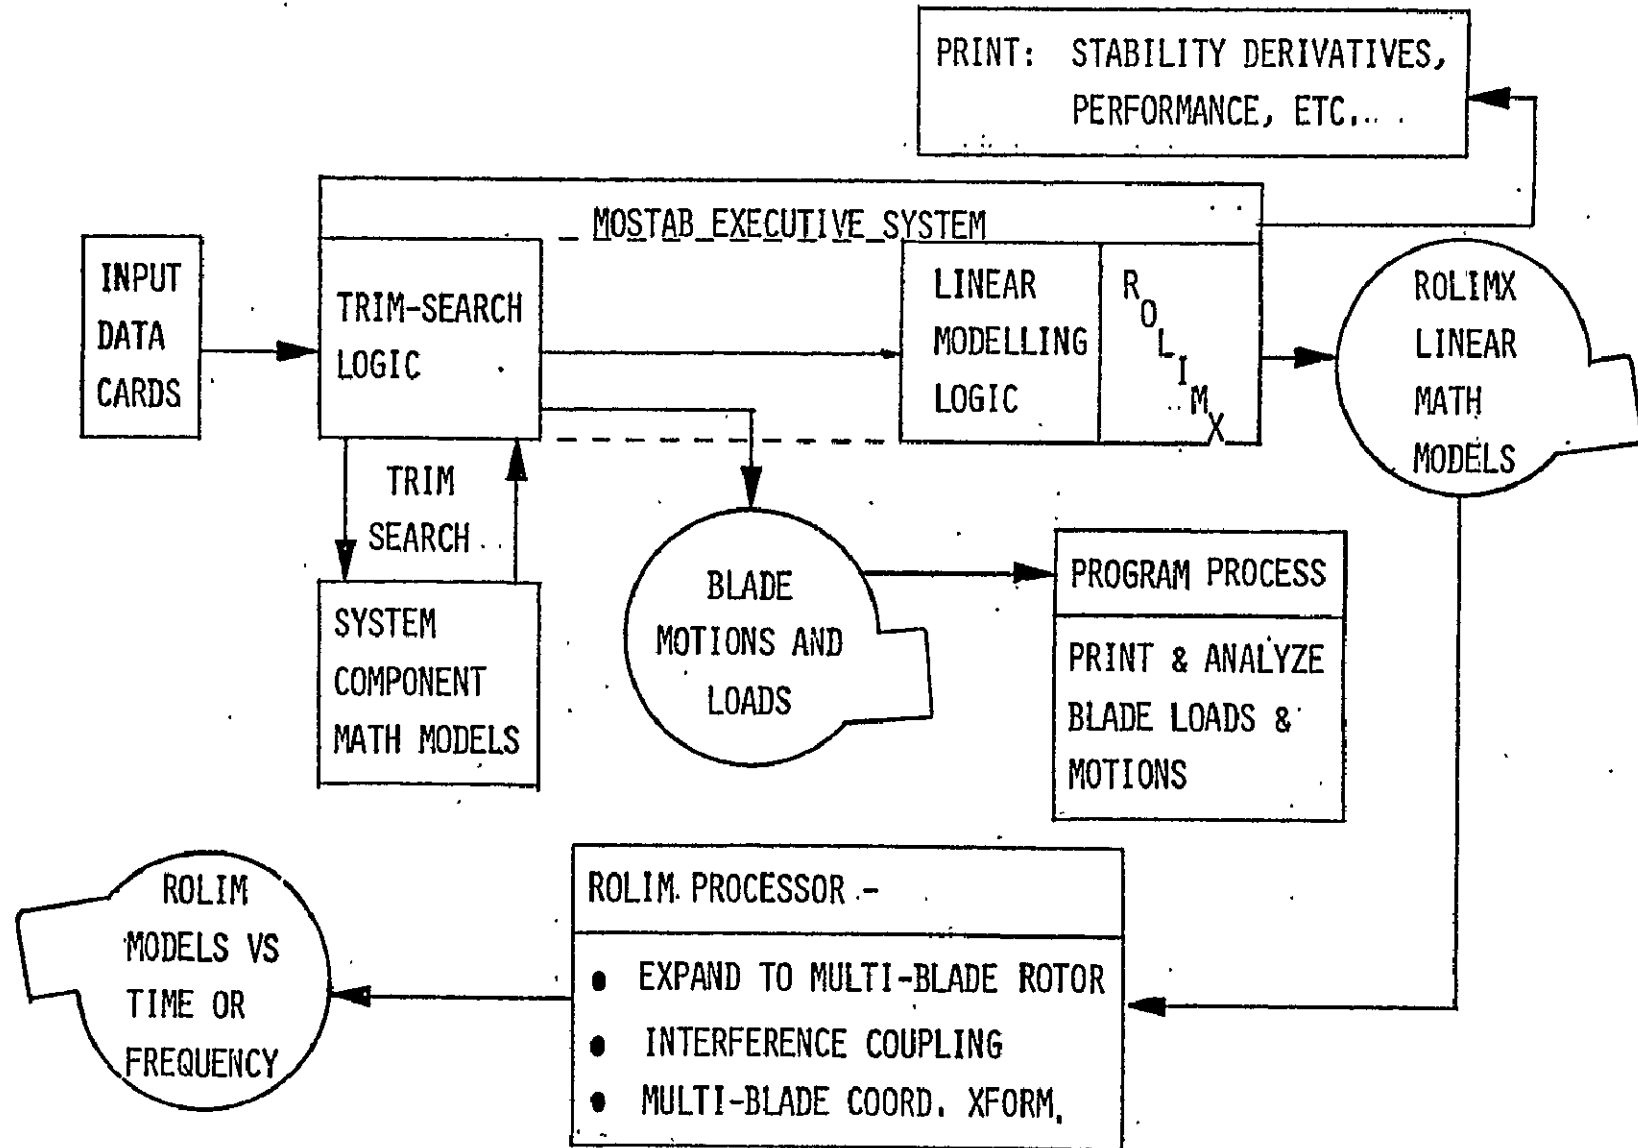 PRINT: STABILITY DERIVATIVES,
PERFORMANCE, ETC.
MOSTAB EXECUTIVE SYSTEM
INPUT
DATA
CARDS
TRIM-SEARCH
LOGIC
LINEAR
MODELLING
LOGIC
ROLIMX
ROLIMX
LINEAR
MATH
MODELS
TRIM
SEARCH
SYSTEM
COMPONENT
MATH MODELS
BLADE
MOTIONS AND
LOADS
PROGRAM PROCESS
PRINT & ANALYZE
BLADE LOADS &
MOTIONS
ROLIM PROCESSOR -
● EXPAND TO MULTI-BLADE ROTOR
● INTERFERENCE COUPLING
● MULTI-BLADE COORD. XFORM.
ROLIM
MODELS VS
TIME OR
FREQUENCY